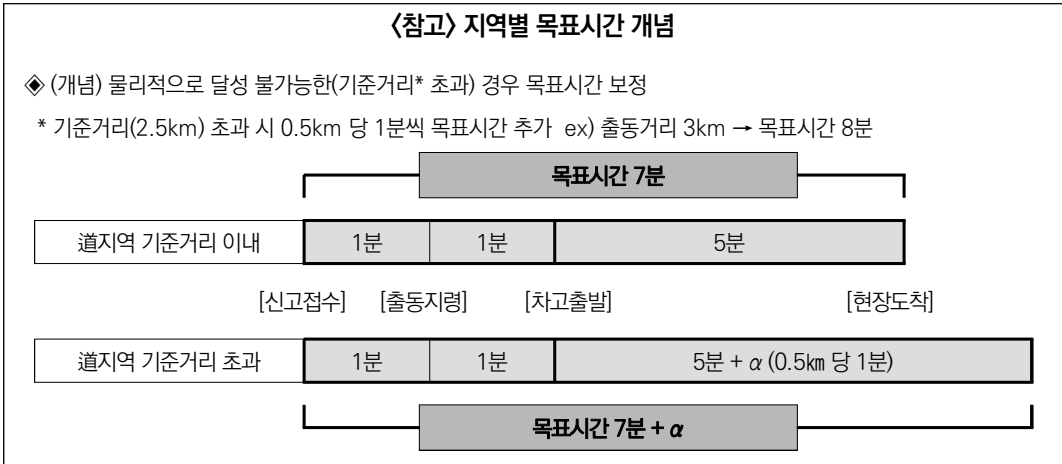 〈참고〉 지역별 목표시간 개념
◈ (개념) 물리적으로 달성 불가능한(기준거리* 초과) 경우 목표시간 보정
* 기준거리(2.5km) 초과 시 0.5km 당 1분씩 목표시간 추가 ex) 출동거리 3km → 목표시간 8분
목표시간 7분
道지역 기준거리 이내 1분 1분 5분
[신고접수] [출동지령] [차고출발] [현장도착]
道지역 기준거리 초과 1분 1분 5분 + α (0.5㎞ 당 1분)
목표시간 7분 + α